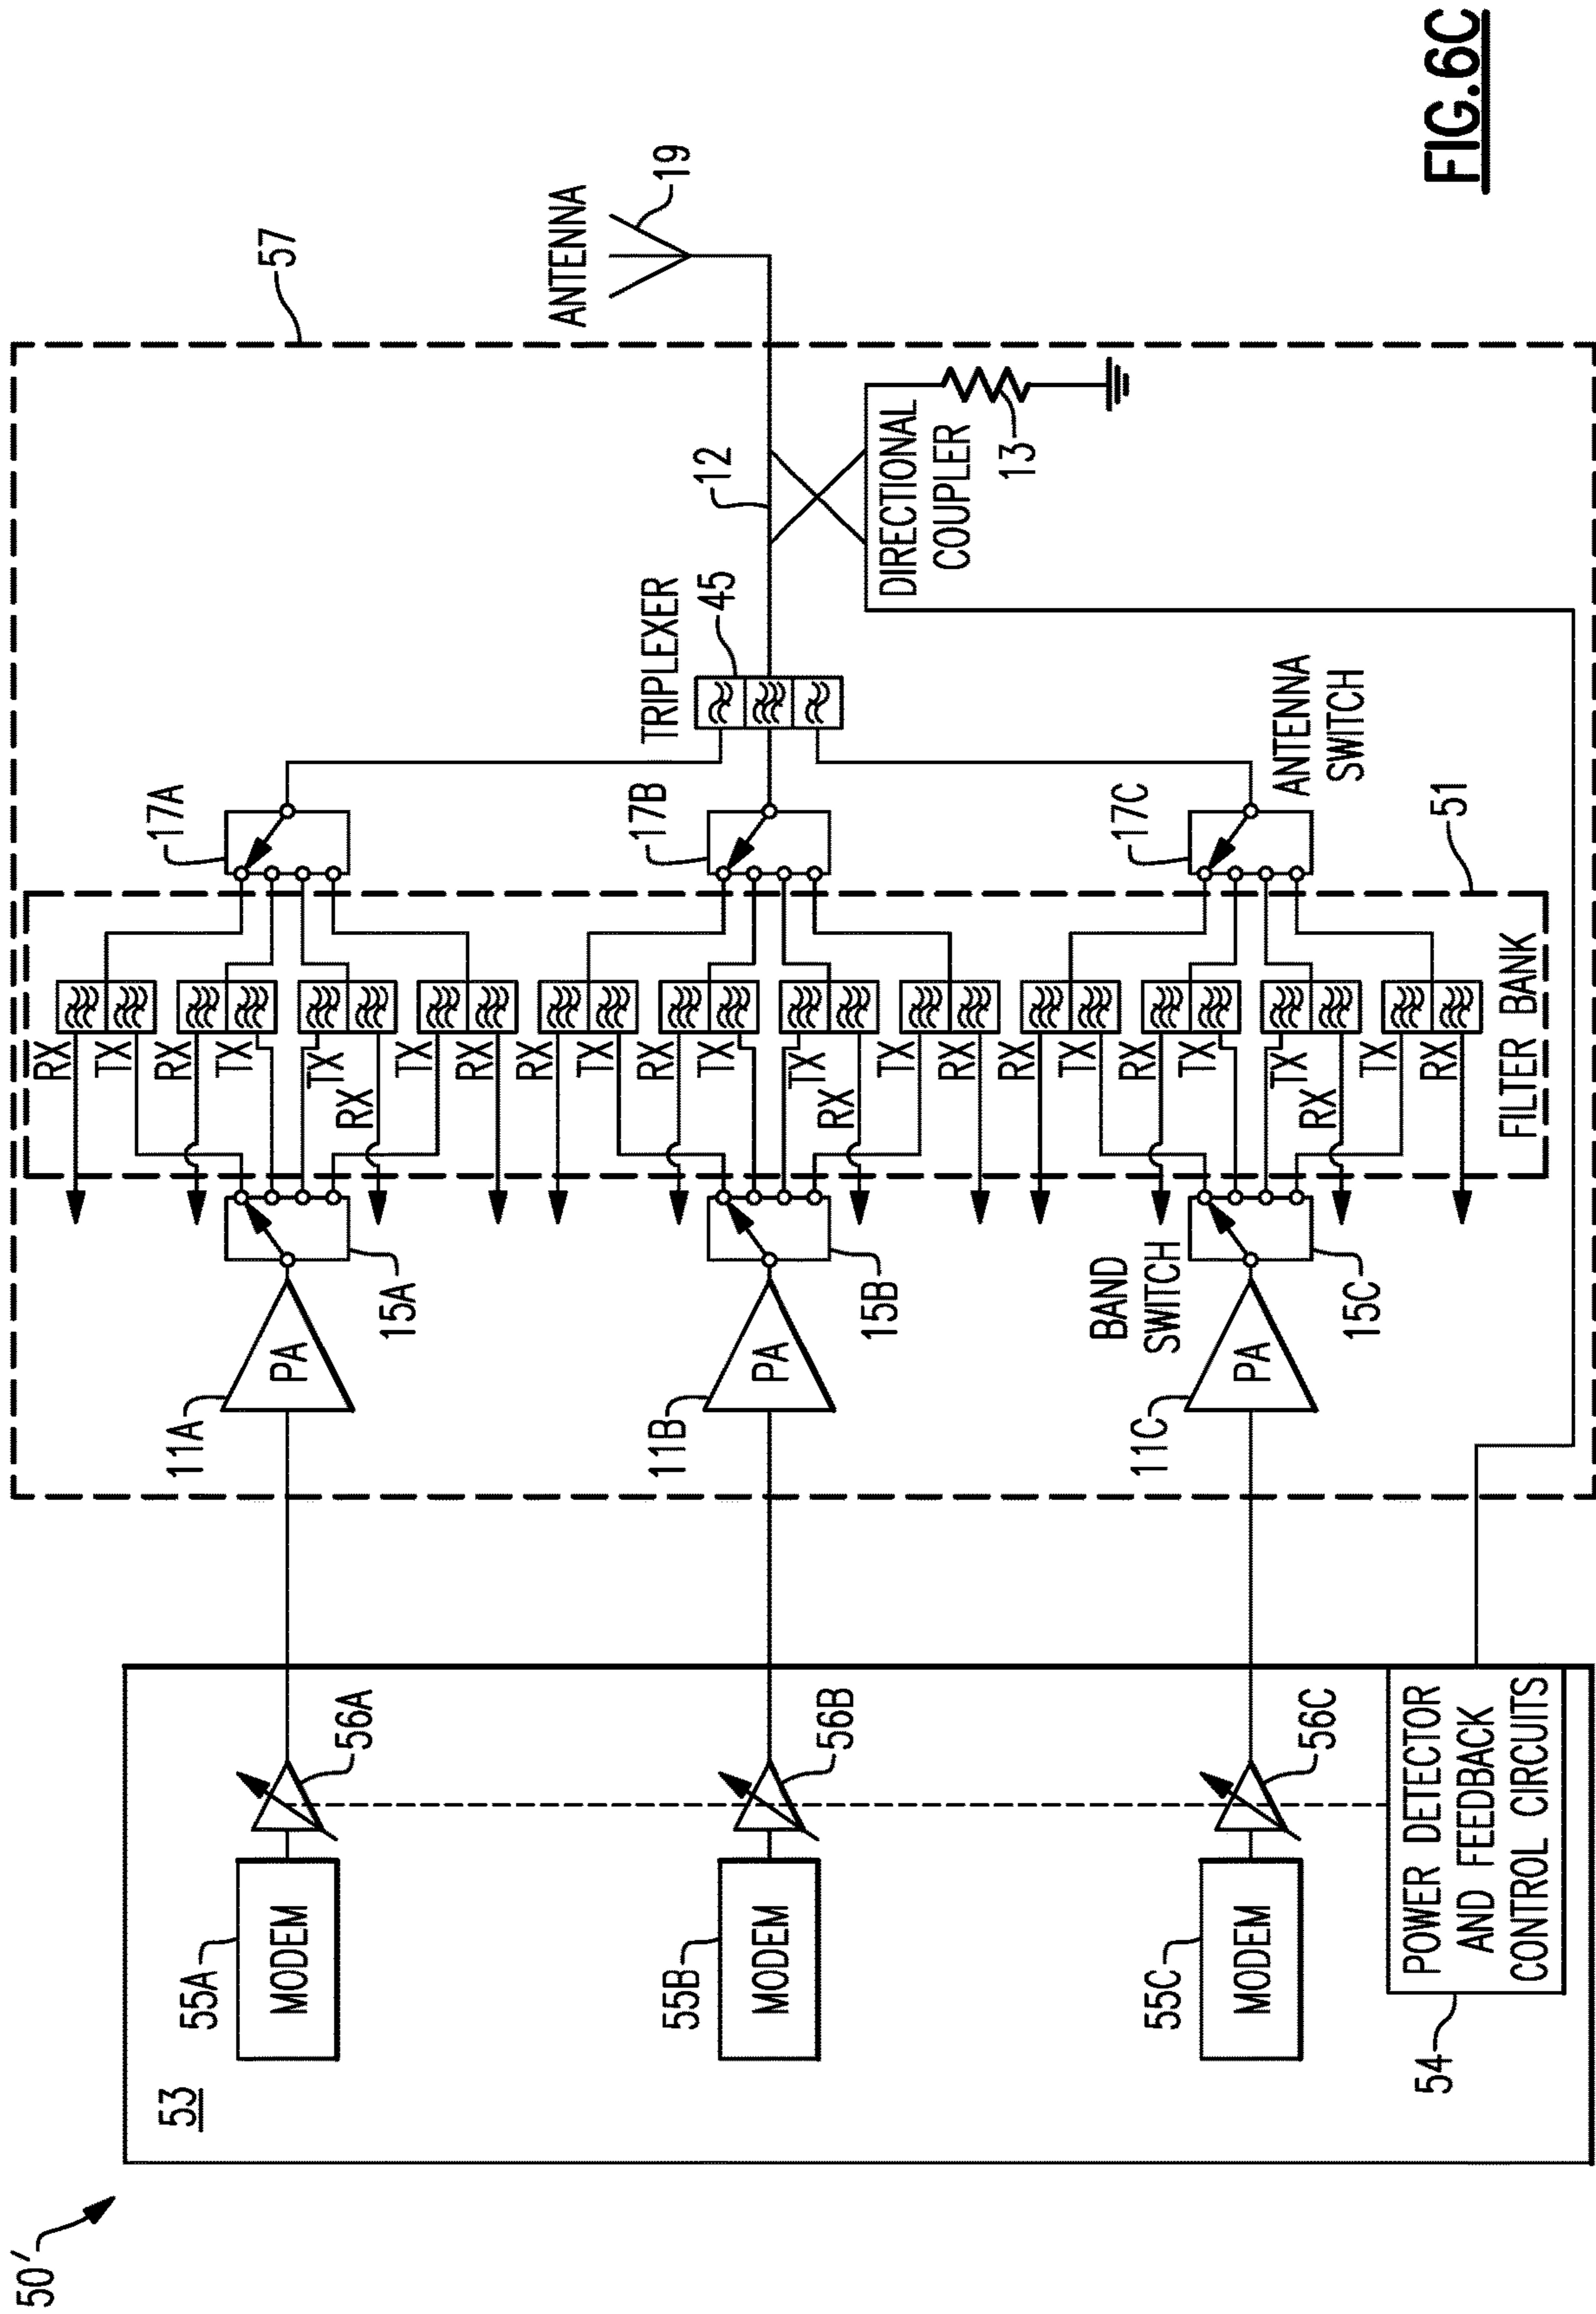 50′
53
55A
MODEM
56A
55B
MODEM
56B
55C
MODEM
56C
54
POWER DETECTOR
AND FEEDBACK
CONTROL CIRCUITS
57
11A
PA
15A
11B
PA
15B
11C
PA
BAND
SWITCH
15C
RX
TX
RX
TX
TX
RX
TX
RX
RX
TX
RX
TX
TX
RX
TX
RX
RX
TX
RX
TX
TX
RX
TX
RX
FILTER BANK
51
17A
17B
17C
ANTENNA
SWITCH
TRIPLEXER
45
12
DIRECTIONAL
COUPLER
13
ANTENNA
19
FIG.6C